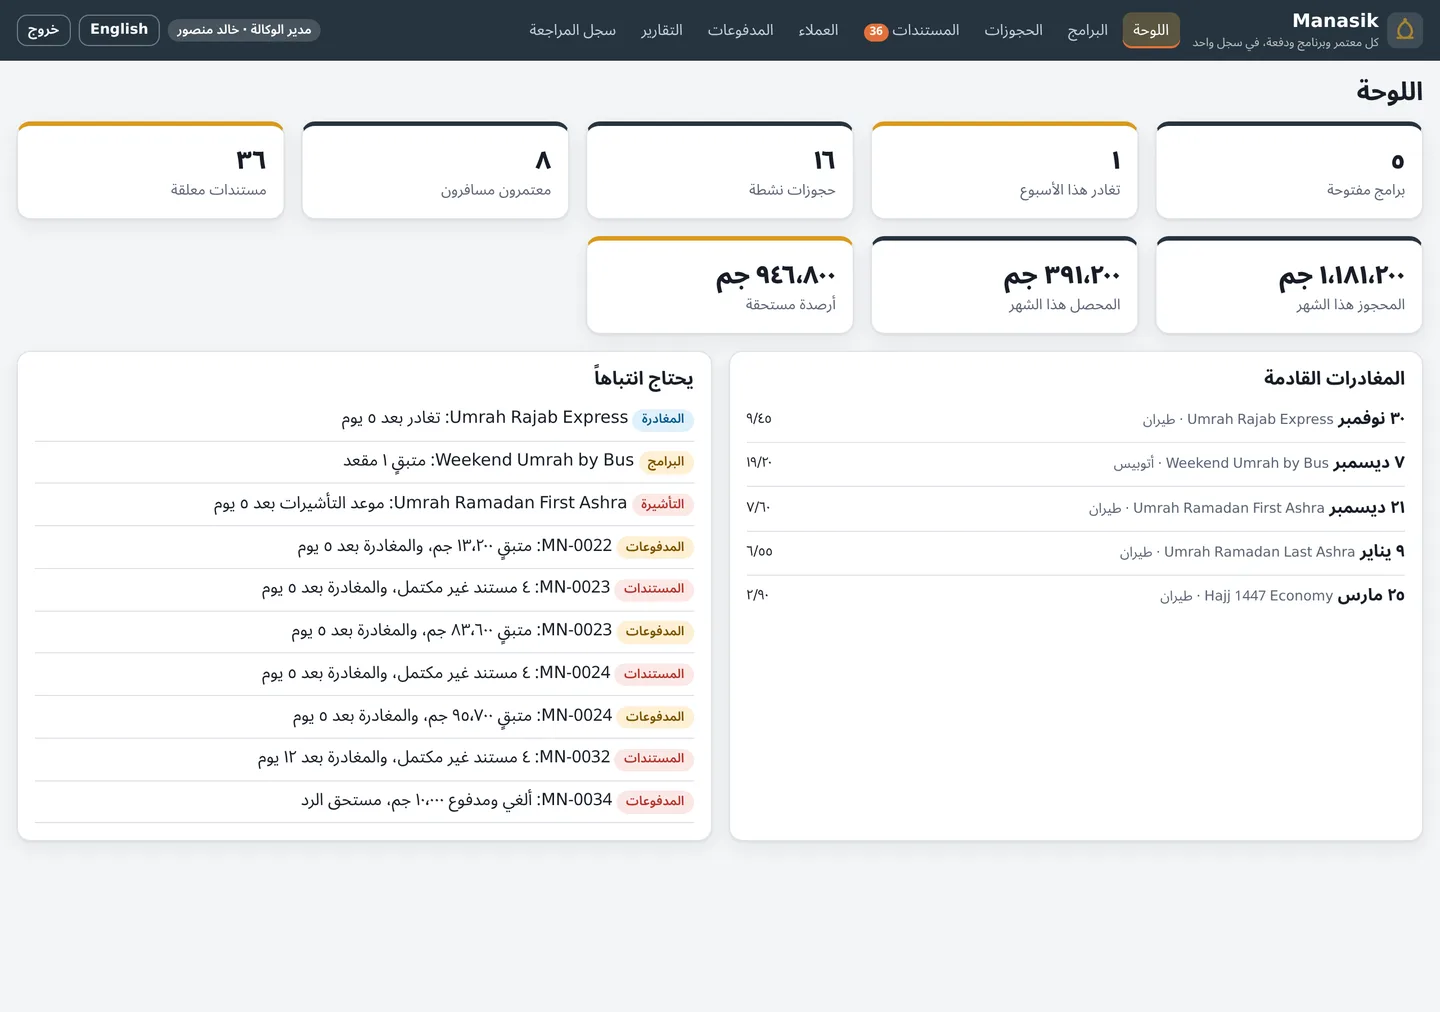 Manasik
كل معتمر وبرنامج ودفعة، في سجل واحد
اللوحة
البرامج
الحجوزات
المستندات 36
العملاء
المدفوعات
التقارير
سجل المراجعة
مدير الوكالة · خالد منصور
English
خروج
اللوحة
٥
برامج مفتوحة
١
تغادر هذا الأسبوع
١٦
حجوزات نشطة
٨
معتمرون مسافرون
٣٦
مستندات معلقة
١،١٨١،٢٠٠ جم
المحجوز هذا الشهر
٣٩١،٢٠٠ جم
المحصل هذا الشهر
٩٤٦،٨٠٠ جم
أرصدة مستحقة
المغادرات القادمة
٣٠ نوفمبر Umrah Rajab Express · طيران ٩/٤٥
٧ ديسمبر Weekend Umrah by Bus · أتوبيس ١٩/٢٠
٢١ ديسمبر Umrah Ramadan First Ashra · طيران ٧/٦٠
٩ يناير Umrah Ramadan Last Ashra · طيران ٦/٥٥
٢٥ مارس Hajj 1447 Economy · طيران ٢/٩٠
يحتاج انتباهاً
المغادرة Umrah Rajab Express: تغادر بعد ٥ يوم
البرامج Weekend Umrah by Bus: متبقٍ ١ مقعد
التأشيرة Umrah Ramadan First Ashra: موعد التأشيرات بعد ٥ يوم
المدفوعات MN-0022: متبقٍ ١٣،٢٠٠ جم، والمغادرة بعد ٥ يوم
المستندات MN-0023: ٤ مستند غير مكتمل، والمغادرة بعد ٥ يوم
المدفوعات MN-0023: متبقٍ ٨٣،٦٠٠ جم، والمغادرة بعد ٥ يوم
المستندات MN-0024: ٤ مستند غير مكتمل، والمغادرة بعد ٥ يوم
المدفوعات MN-0024: متبقٍ ٩٥،٧٠٠ جم، والمغادرة بعد ٥ يوم
المستندات MN-0032: ٤ مستند غير مكتمل، والمغادرة بعد ١٢ يوم
المدفوعات MN-0034: ألغي ومدفوع ١٠،٠٠٠ جم، مستحق الرد